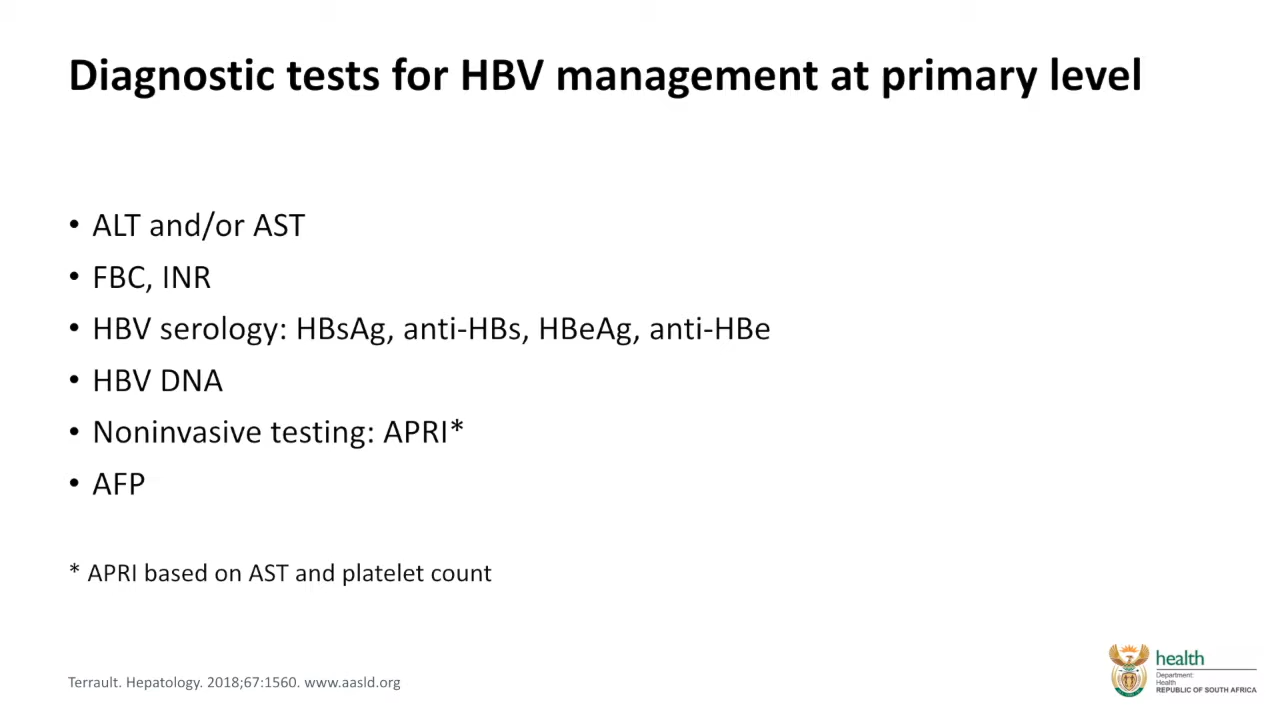 Diagnostic tests for HBV management at primary level
• ALT and/or AST
• FBC, INR
• HBV serology: HBsAg, anti-HBs, HBeAg, anti-HBe
• HBV DNA
• Noninvasive testing: APRI*
• AFP
* APRI based on AST and platelet count
Terrault. Hepatology. 2018;67:1560. www.aasld.org
health
Department:
Health
REPUBLIC OF SOUTH AFRICA